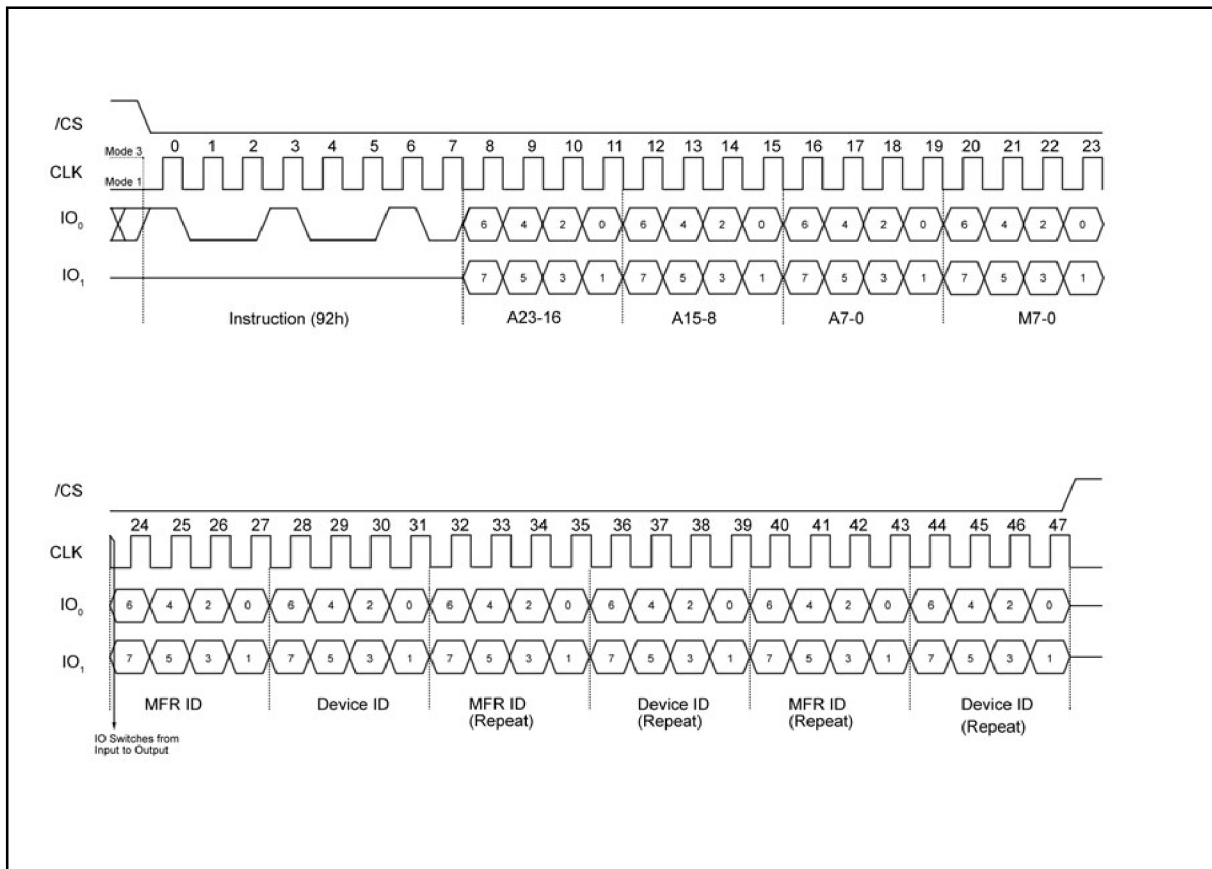 /CS
0 1 2 3 4 5 6 7 8 9 10 11 12 13 14 15 16 17 18 19 20 21 22 23
Mode 3
CLK
Mode 1
IO0 6 4 2 0 6 4 2 0 6 4 2 0 6 4 2 0
IO1 7 5 3 1 7 5 3 1 7 5 3 1 7 5 3 1
Instruction (92h) A23-16 A15-8 A7-0 M7-0
/CS
24 25 26 27 28 29 30 31 32 33 34 35 36 37 38 39 40 41 42 43 44 45 46 47
CLK
IO0 6 4 2 0 6 4 2 0 6 4 2 0 6 4 2 0 6 4 2 0 6 4 2 0
IO1 7 5 3 1 7 5 3 1 7 5 3 1 7 5 3 1 7 5 3 1 7 5 3 1
MFR ID Device ID MFR ID Device ID MFR ID Device ID
(Repeat) (Repeat) (Repeat) (Repeat)
IO Switches from
Input to Output